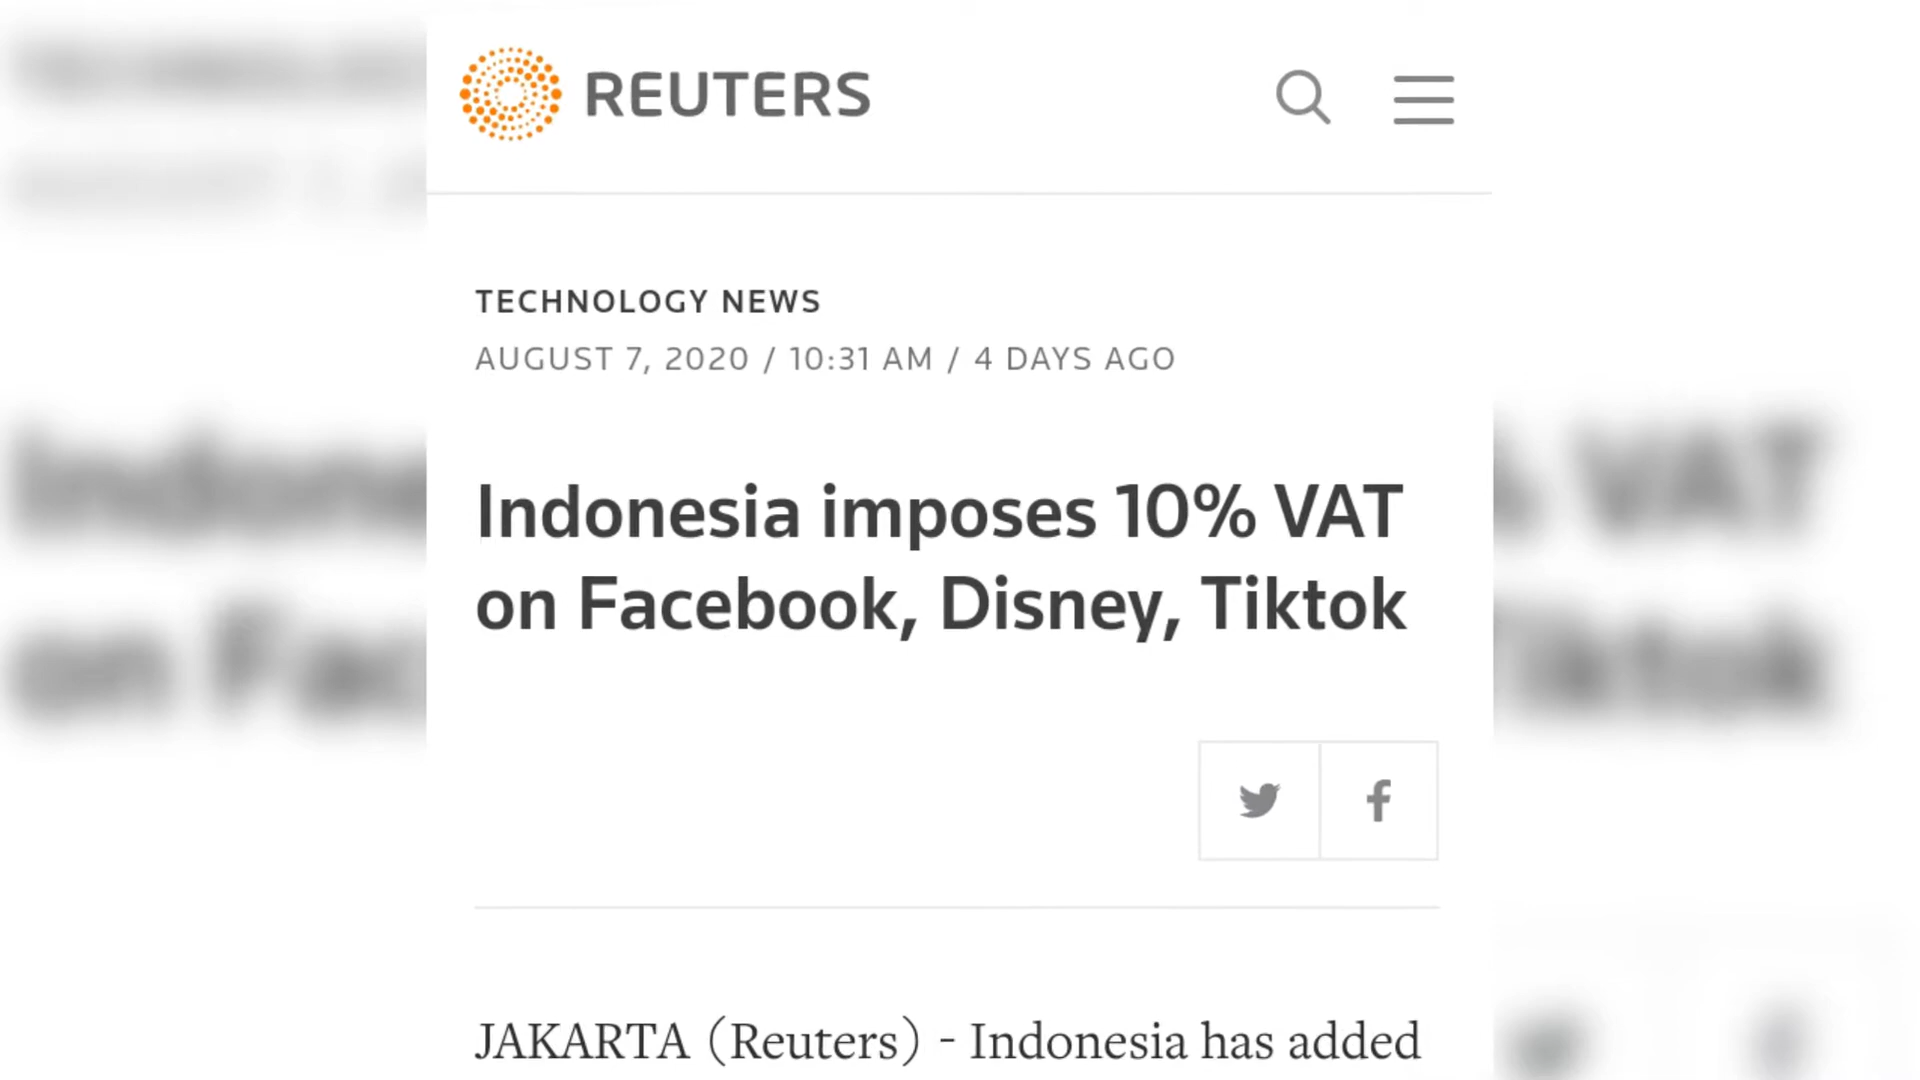 REUTERS
TECHNOLOGY NEWS
AUGUST 7, 2020 / 10:31 AM / 4 DAYS AGO
Indonesia imposes 10% VAT
on Facebook, Disney, Tiktok
JAKARTA (Reuters) - Indonesia has added